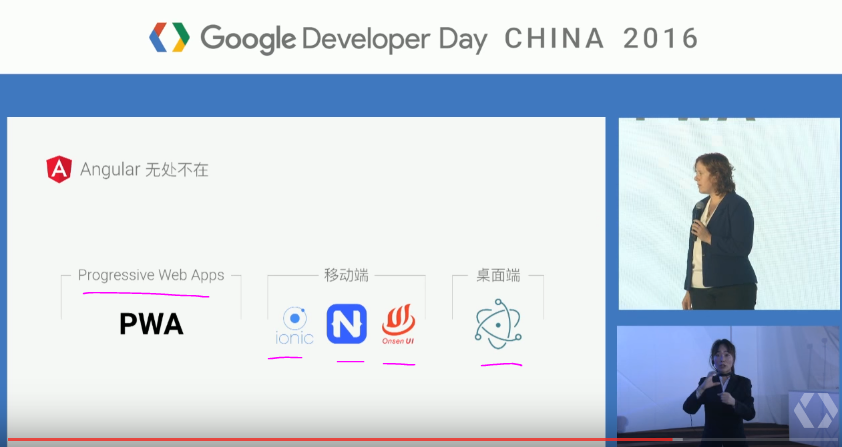 Google Developer Day CHINA 2016
Angular 无处不在
Progressive Web Apps
移动端
桌面端
PWA
ionic
N
Onsen UI
PWA